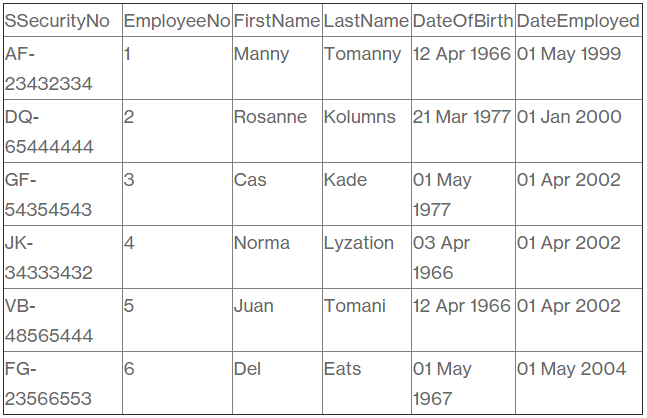 SSecurityNo EmployeeNo FirstName LastName DateOfBirth DateEmployed
AF- 1 Manny Tomanny 12 Apr 1966 01 May 1999
23432334
DQ- 2 Rosanne Kolumns 21 Mar 1977 01 Jan 2000
65444444
GF- 3 Cas Kade 01 May 01 Apr 2002
54354543 1977
JK- 4 Norma Lyzation 03 Apr 01 Apr 2002
34333432 1966
VB- 5 Juan Tomani 12 Apr 1966 01 Apr 2002
48565444
FG- 6 Del Eats 01 May 01 May 2004
23566553 1967